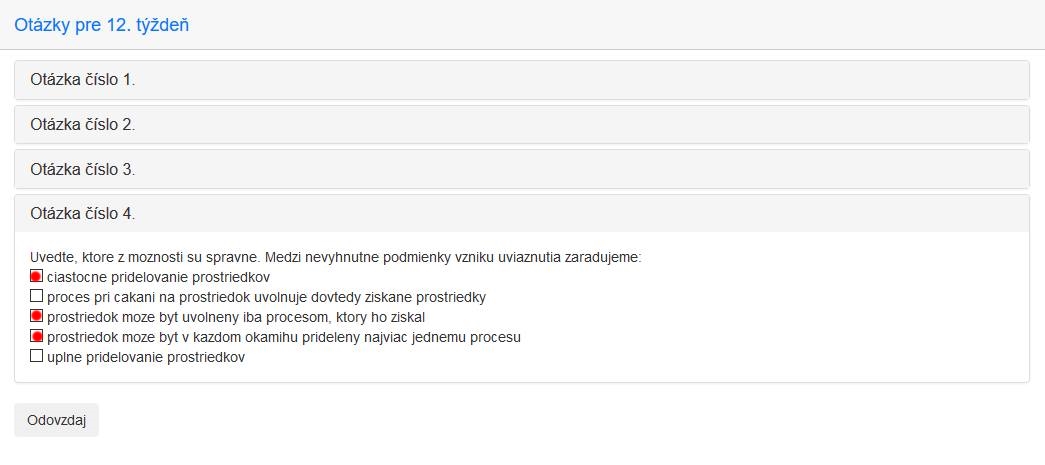 Otázky pre 12. týždeň
Otázka číslo 1.
Otázka číslo 2.
Otázka číslo 3.
Otázka číslo 4.
Uvedte, ktore z moznosti su spravne. Medzi nevyhnutne podmienky vzniku uviaznutia zaradujeme:
ciastocne pridelovanie prostriedkov
proces pri cakani na prostriedok uvolnuje dovtedy ziskane prostriedky
prostriedok moze byt uvolneny iba procesom, ktory ho ziskal
prostriedok moze byt v kazdom okamihu prideleny najviac jednemu procesu
uplne pridelovanie prostriedkov
Odovzdaj